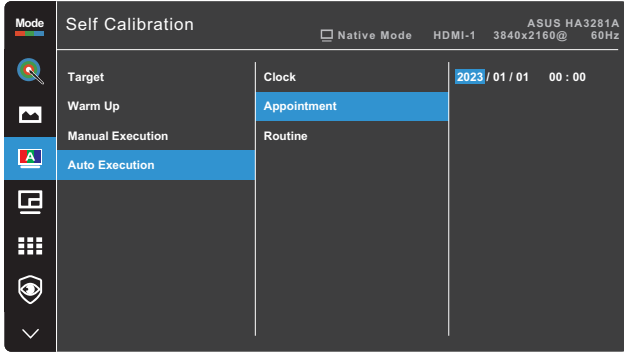 Mode
Self Calibration
ASUS HA3281A
Native Mode HDMI-1 3840x2160@ 60Hz
Target Clock 2023 / 01 / 01 00 : 00
Warm Up Appointment
Manual Execution Routine
A
Auto Execution